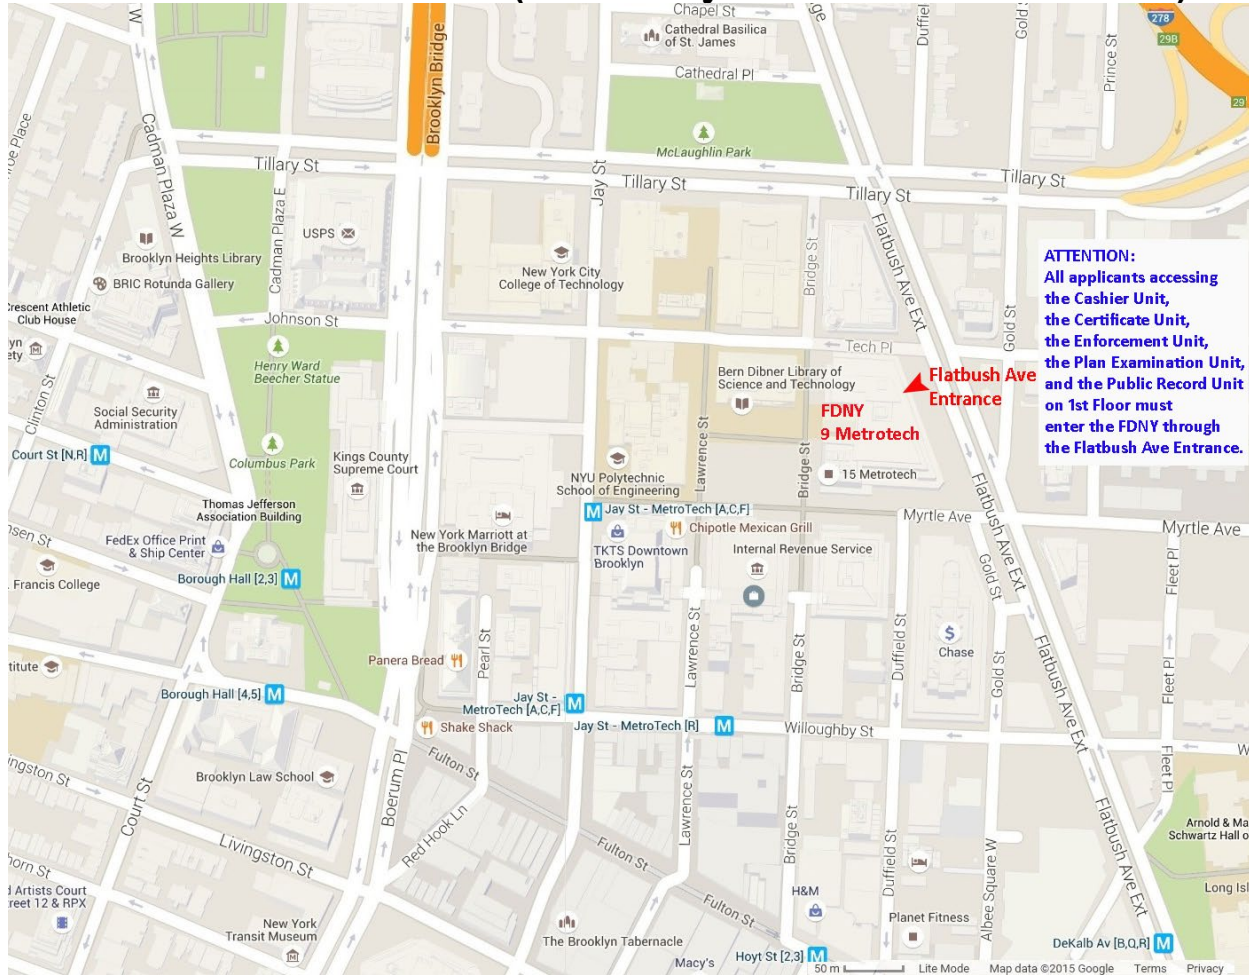 Chapel St
Cathedral Basilica
of St. James
Duffield
Gold St
278
29B
Prince St
29
Cathedral Pl
Brooklyn Bridge
Cadman Plaza W
McLaughlin Park
Tillary St
Tillary St
Tillary St
Tillary St
Jay St
Cadman Plaza E
USPS
Brooklyn Heights Library
BRIC Rotunda Gallery
New York City
College of Technology
Bridge St
Flatbush Ave Ext
Gold St
ATTENTION:
All applicants accessing
the Cashier Unit,
the Certificate Unit,
the Enforcement Unit,
the Plan Examination Unit,
and the Public Record Unit
on 1st Floor must
enter the FDNY through
the Flatbush Ave Entrance.
Crescent Athletic
Club House
Johnson St
Tech Pl
Henry Ward
Beecher Statue
Bern Dibner Library of
Science and Technology
Flatbush Ave
Entrance
FDNY
9 Metrotech
Clinton St
Social Security
Administration
Court St [N,R]
Columbus Park
Kings County
Supreme Court
Lawrence St
Bridge St
NYU Polytechnic
School of Engineering
15 Metrotech
Flatbush Ave Ext
Thomas Jefferson
Association Building
Jay St - MetroTech [A,C,F]
Myrtle Ave
Myrtle Ave
FedEx Office Print
& Ship Center
New York Marriott at
the Brooklyn Bridge
Chipotle Mexican Grill
TKTS Downtown
Brooklyn
Internal Revenue Service
Francis College
Borough Hall [2,3]
Gold St
Fleet Pl
Panera Bread
Pearl St
Lawrence St
Bridge St
Duffield St
Chase
Gold St
Flatbush Ave Ext
Fleet Pl
Borough Hall [4,5]
Jay St -
MetroTech [A,C,F]
Shake Shack
Jay St - MetroTech [R]
Willoughby St
Fulton St
Brooklyn Law School
Boerum Pl
Court St
Fleet Pl
Livingston St
Red Hook Ln
Lawrence St
Bridge St
Duffield St
Flatbush Ave Ext
Arnold & Ma
Schwartz Hall o
Fulton St
Albee Square W
H&M
Fulton St
Long Isl
Artists Court
reet 12 & RPX
New York
Transit Museum
The Brooklyn Tabernacle
Planet Fitness
DeKalb Av [B,Q,R]
Macy's
Hoyt St [2,3]
50 m
Lite Mode
Map data ©2015 Google
Terms
Privacy